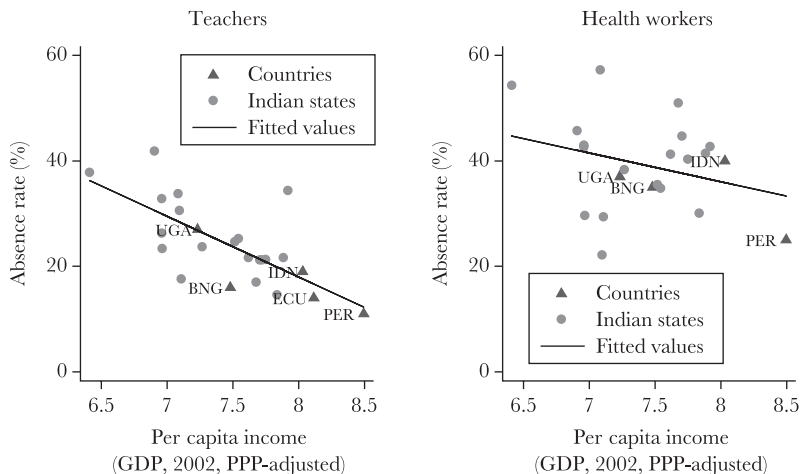 Teachers
Absence rate (%)
60
40
20
0
Countries
Indian states
Fitted values
UGA
BNG
IDN
ECU
PER
6.5 7 7.5 8 8.5
Per capita income
(GDP, 2002, PPP-adjusted)
Health workers
Absence rate (%)
60
40
20
0
IDN
UGA
BNG
PER
Countries
Indian states
Fitted values
6.5 7 7.5 8 8.5
Per capita income
(GDP, 2002, PPP-adjusted)